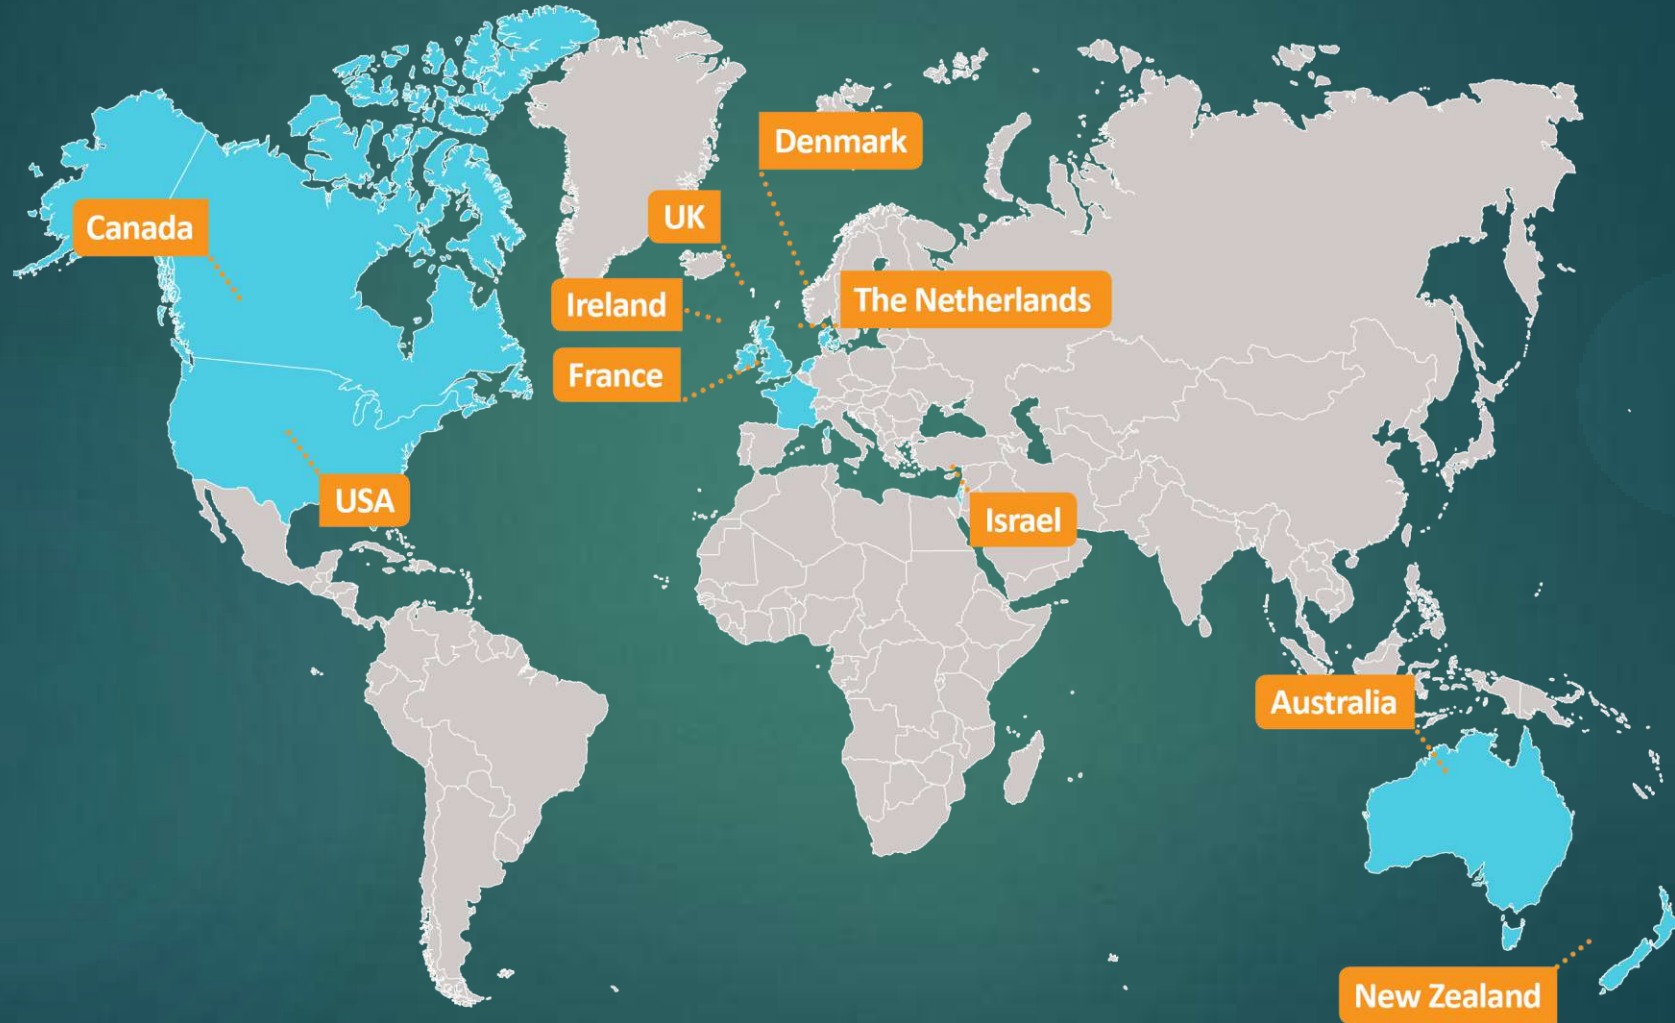 Denmark
UK
Canada
Ireland
The Netherlands
France
USA
Israel
Australia
New Zealand